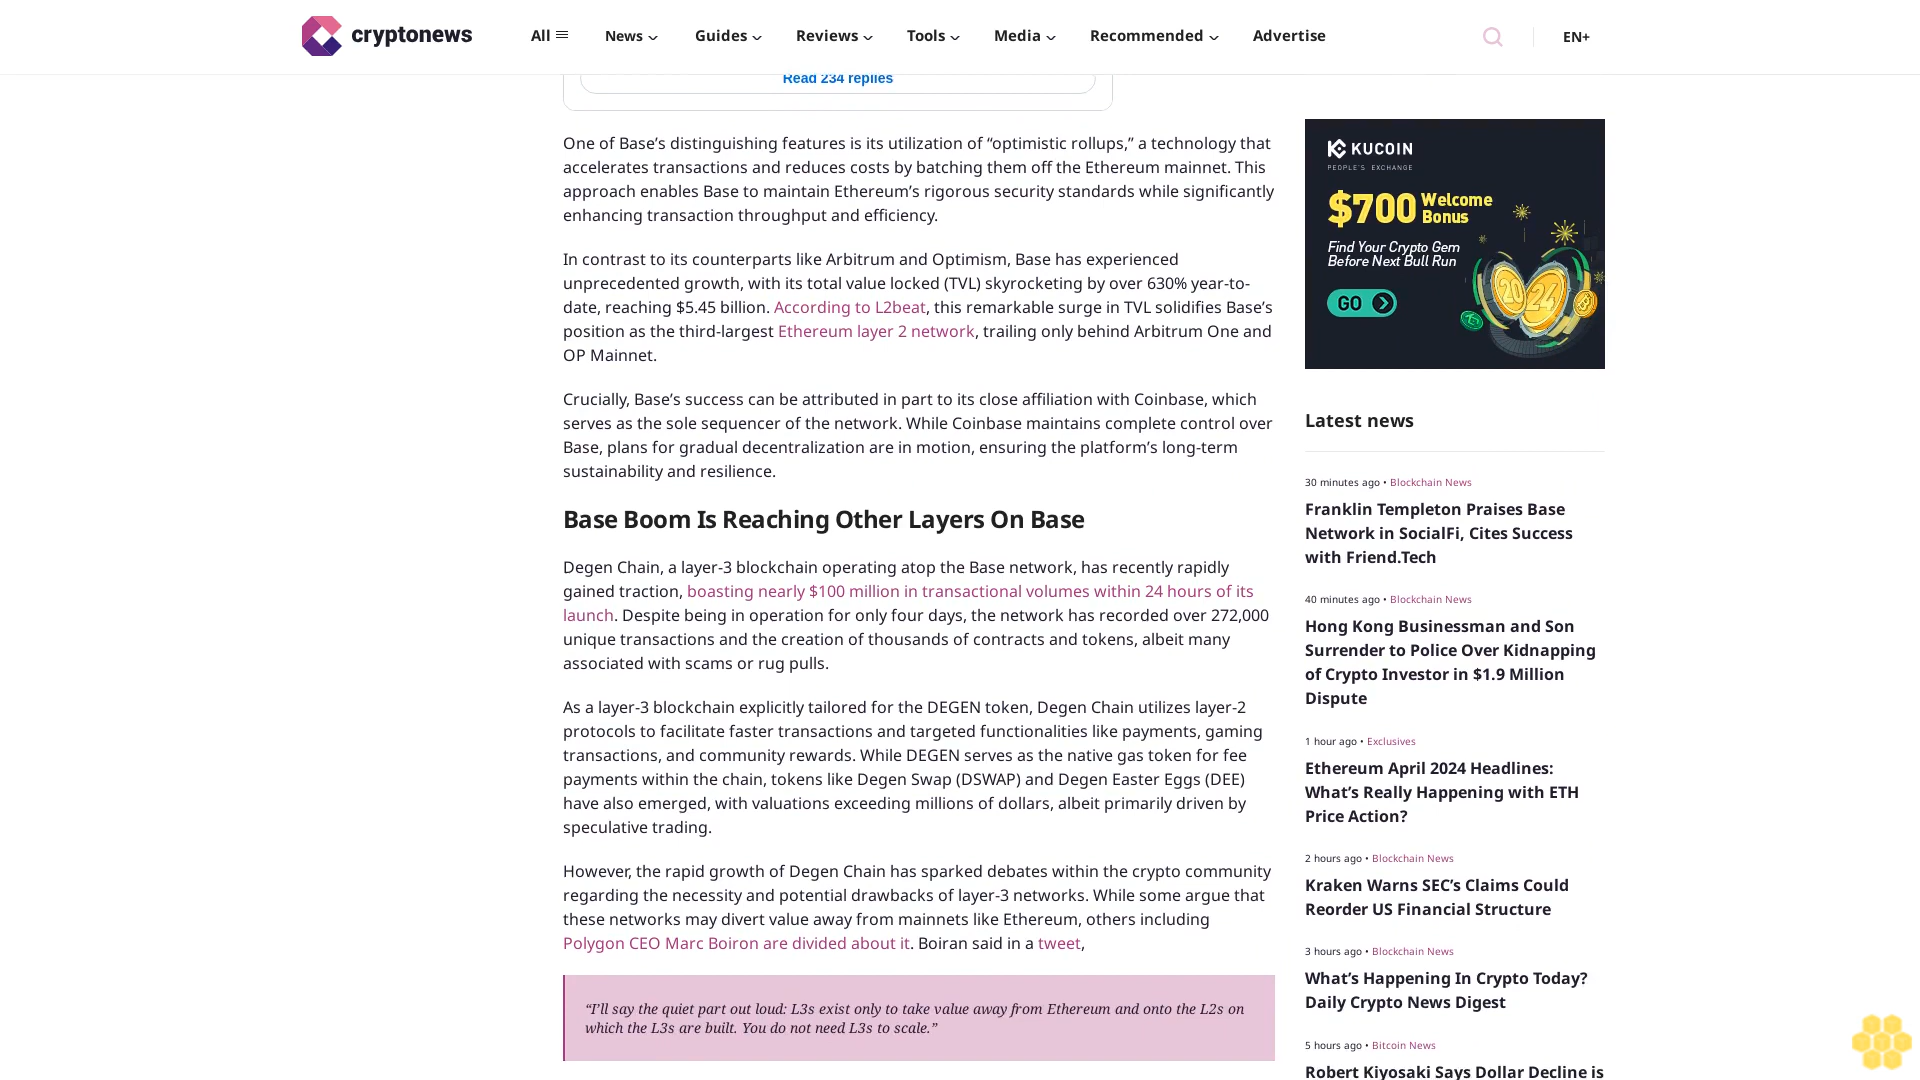 cryptonews
All
News
Guides
Reviews
Tools
Media
Recommended
Advertise
EN+
Read 234 replies
One of Base’s distinguishing features is its utilization of “optimistic rollups,” a technology that
accelerates transactions and reduces costs by batching them off the Ethereum mainnet. This
approach enables Base to maintain Ethereum’s rigorous security standards while significantly
enhancing transaction throughput and efficiency.
In contrast to its counterparts like Arbitrum and Optimism, Base has experienced
unprecedented growth, with its total value locked (TVL) skyrocketing by over 630% year-to-
date, reaching $5.45 billion. According to L2beat, this remarkable surge in TVL solidifies Base’s
position as the third-largest Ethereum layer 2 network, trailing only behind Arbitrum One and
OP Mainnet.
Crucially, Base’s success can be attributed in part to its close affiliation with Coinbase, which
serves as the sole sequencer of the network. While Coinbase maintains complete control over
Base, plans for gradual decentralization are in motion, ensuring the platform’s long-term
sustainability and resilience.
Base Boom Is Reaching Other Layers On Base
Degen Chain, a layer-3 blockchain operating atop the Base network, has recently rapidly
gained traction, boasting nearly $100 million in transactional volumes within 24 hours of its
launch. Despite being in operation for only four days, the network has recorded over 272,000
unique transactions and the creation of thousands of contracts and tokens, albeit many
associated with scams or rug pulls.
As a layer-3 blockchain explicitly tailored for the DEGEN token, Degen Chain utilizes layer-2
protocols to facilitate faster transactions and targeted functionalities like payments, gaming
transactions, and community rewards. While DEGEN serves as the native gas token for fee
payments within the chain, tokens like Degen Swap (DSWAP) and Degen Easter Eggs (DEE)
have also emerged, with valuations exceeding millions of dollars, albeit primarily driven by
speculative trading.
However, the rapid growth of Degen Chain has sparked debates within the crypto community
regarding the necessity and potential drawbacks of layer-3 networks. While some argue that
these networks may divert value away from mainnets like Ethereum, others including
Polygon CEO Marc Boiron are divided about it. Boiran said in a tweet,
“I’ll say the quiet part out loud: L3s exist only to take value away from Ethereum and onto the L2s on
which the L3s are built. You do not need L3s to scale.”
KUCOIN
PEOPLE'S EXCHANGE
$700 Welcome
Bonus
Find Your Crypto Gem
Before Next Bull Run
GO
2024
Latest news
30 minutes ago • Blockchain News
Franklin Templeton Praises Base
Network in SocialFi, Cites Success
with Friend.Tech
40 minutes ago • Blockchain News
Hong Kong Businessman and Son
Surrender to Police Over Kidnapping
of Crypto Investor in $1.9 Million
Dispute
1 hour ago • Exclusives
Ethereum April 2024 Headlines:
What’s Really Happening with ETH
Price Action?
2 hours ago • Blockchain News
Kraken Warns SEC’s Claims Could
Reorder US Financial Structure
3 hours ago • Blockchain News
What’s Happening In Crypto Today?
Daily Crypto News Digest
5 hours ago • Bitcoin News
Robert Kiyosaki Says Dollar Decline is